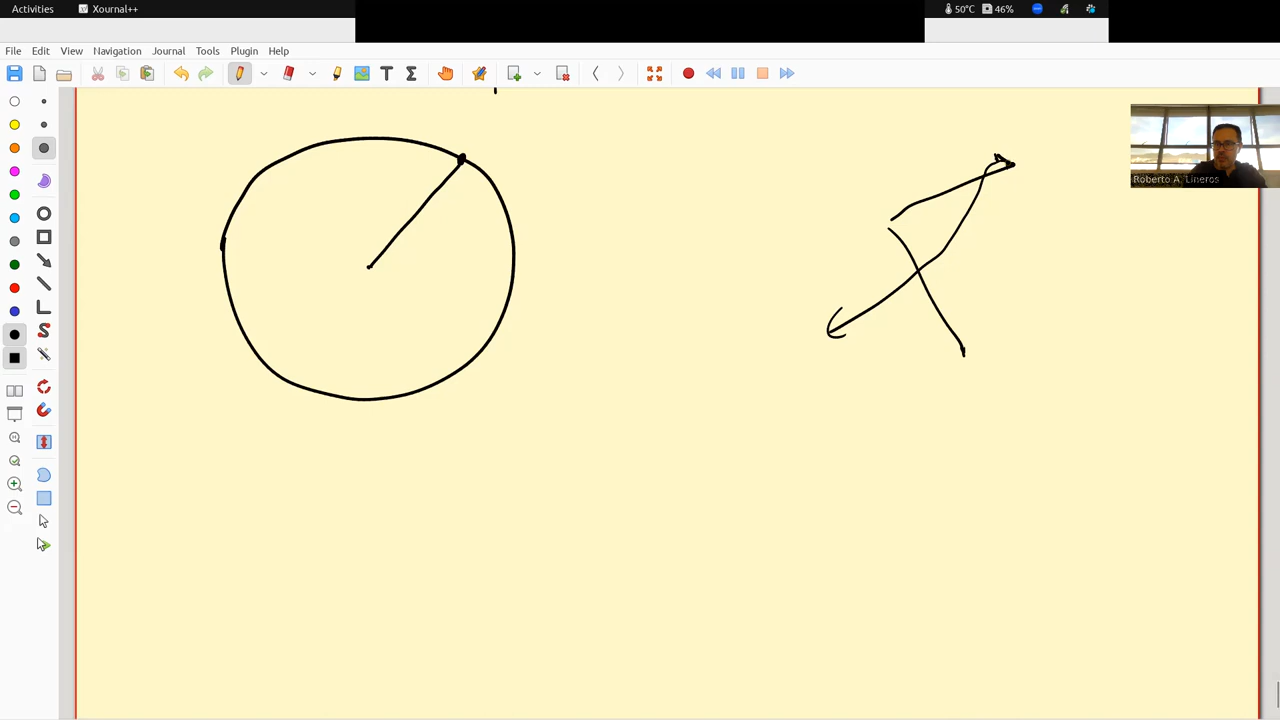 Activities Xournal++ 50°C 46%
File Edit View Navigation Journal Tools Plugin Help
Roberto A. Lineros